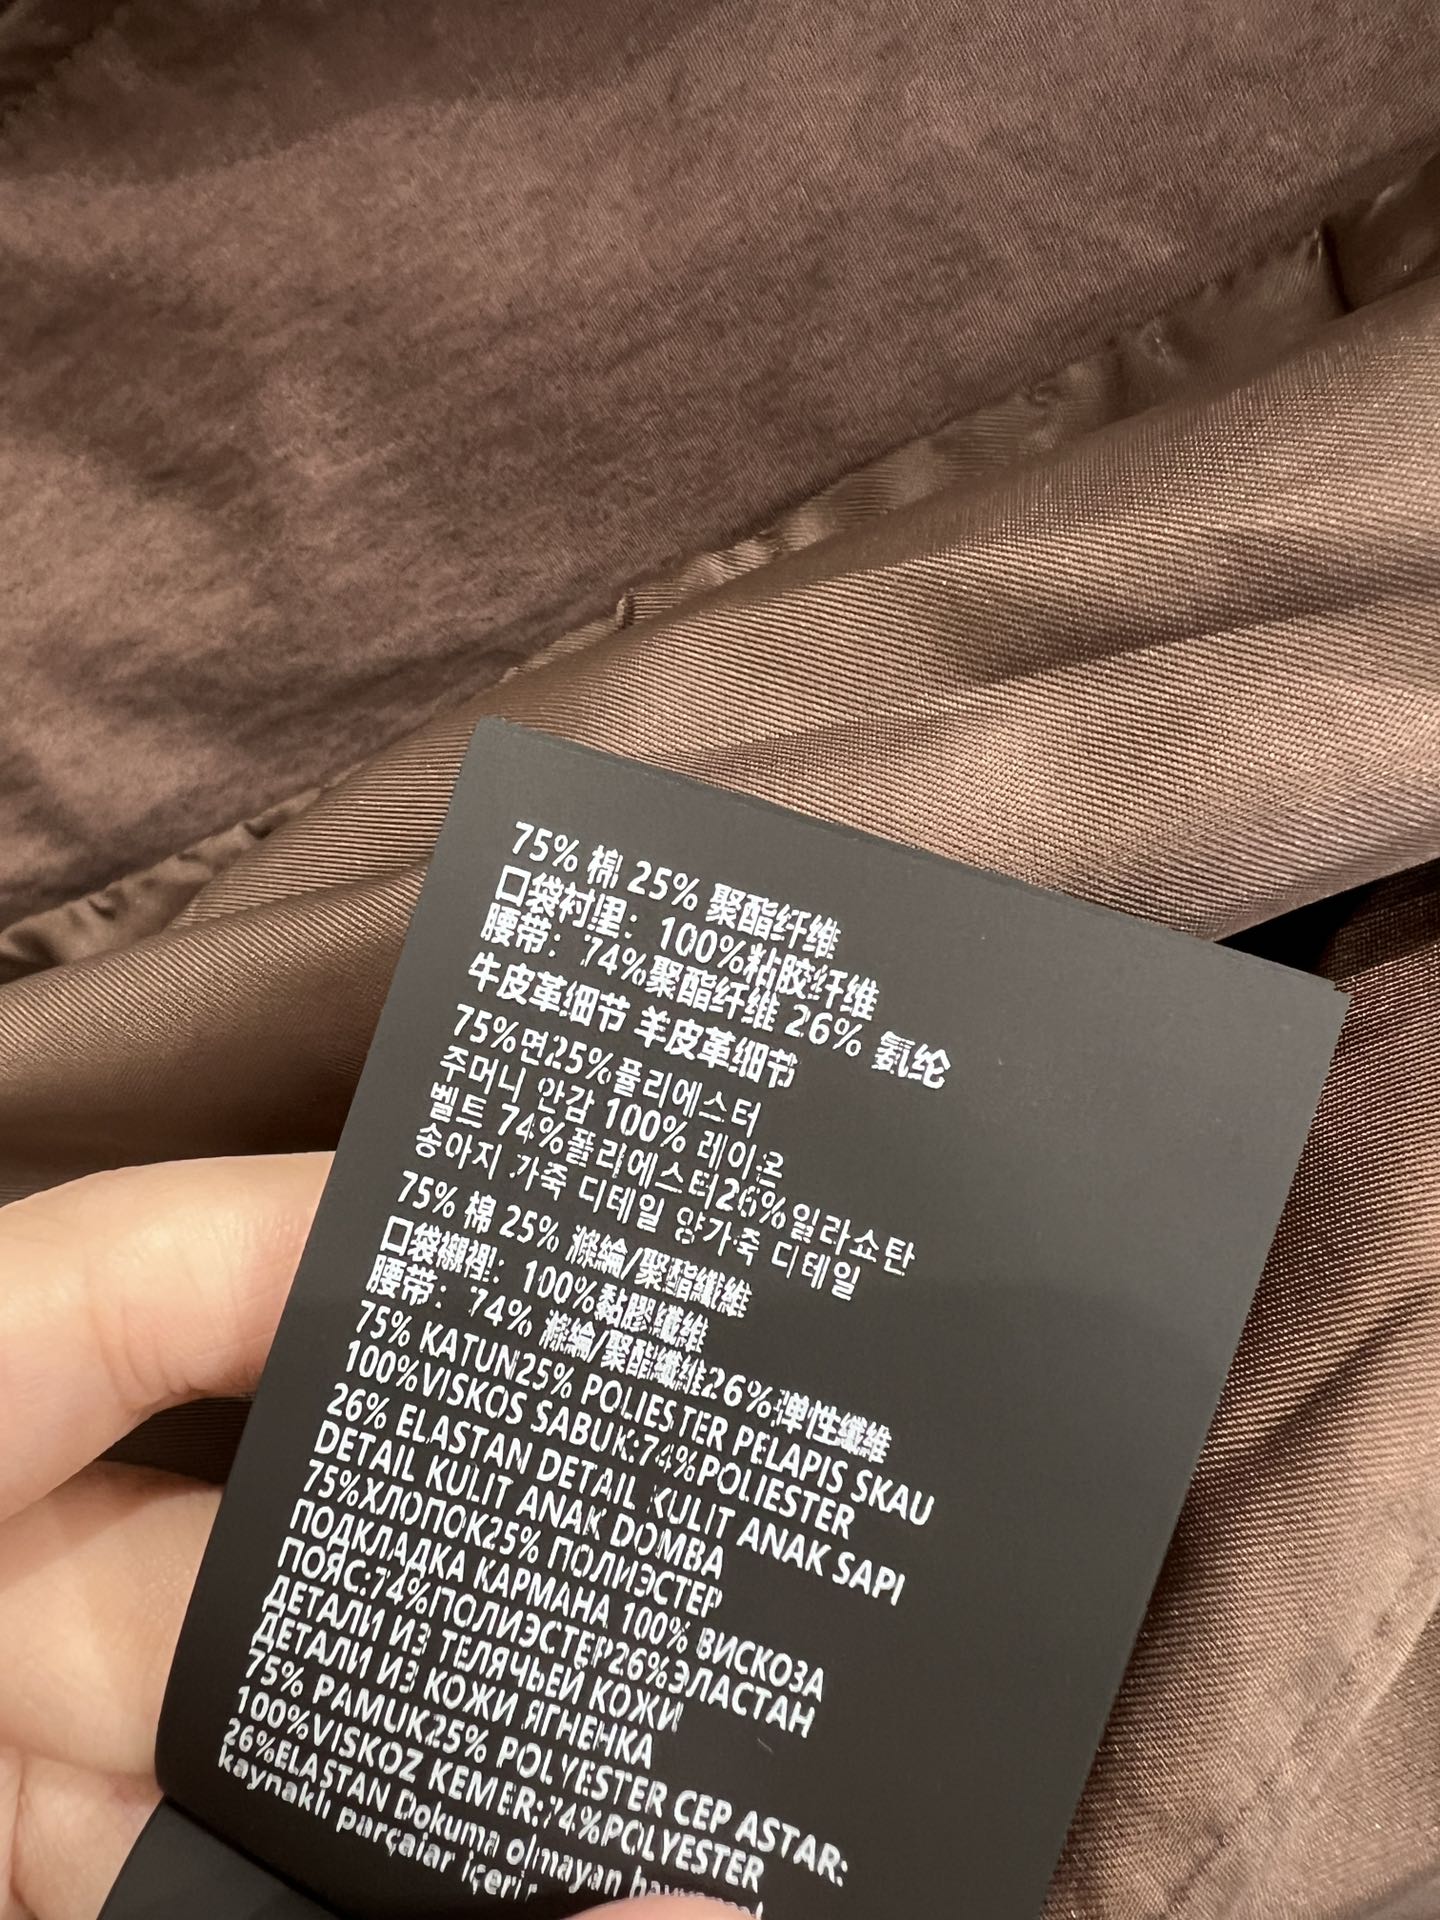 75% 棉 25% 聚酯纤维
口袋衬里：100%粘胶纤维
腰带：74%聚酯纤维 26% 氨纶
牛皮革细节 羊皮革细节
75%면25%폴리에스터
주머니 안감 100% 레이온
벨트 74%폴리에스터26%일라쇼탄
송아지 가죽 디테일 양가죽 디테일
75% 棉 25% 滌綸/聚酯纖維
口袋襯裡：100%黏膠纖維
腰带：74% 滌綸/聚酯纖維26%弹性纖維
75% KATUN25% POLIESTER PELAPIS SKAU
100%VISKOS SABUK:74%POLIESTER
26% ELASTAN DETAIL KULIT ANAK SAPI
DETAIL KULIT ANAK DOMBA
75%ХЛОПОК25% ПОЛИЭСТЕР
ПОДКЛАДКА КАРМАНА 100% ВИСКОЗА
ПОЯС:74%ПОЛИЭСТЕР26%ЭЛАСТАН
ДЕТАЛИ ИЗ ТЕЛЯЧЬЕЙ КОЖИ
ДЕТАЛИ ИЗ КОЖИ ЯГНЕНКА
75% PAMUK25% POLYESTER CEP ASTAR:
100%VISKOZ KEMER:74%POLYESTER
26%ELASTAN Dokuma olmayan
kaynaklı parçalar içerir